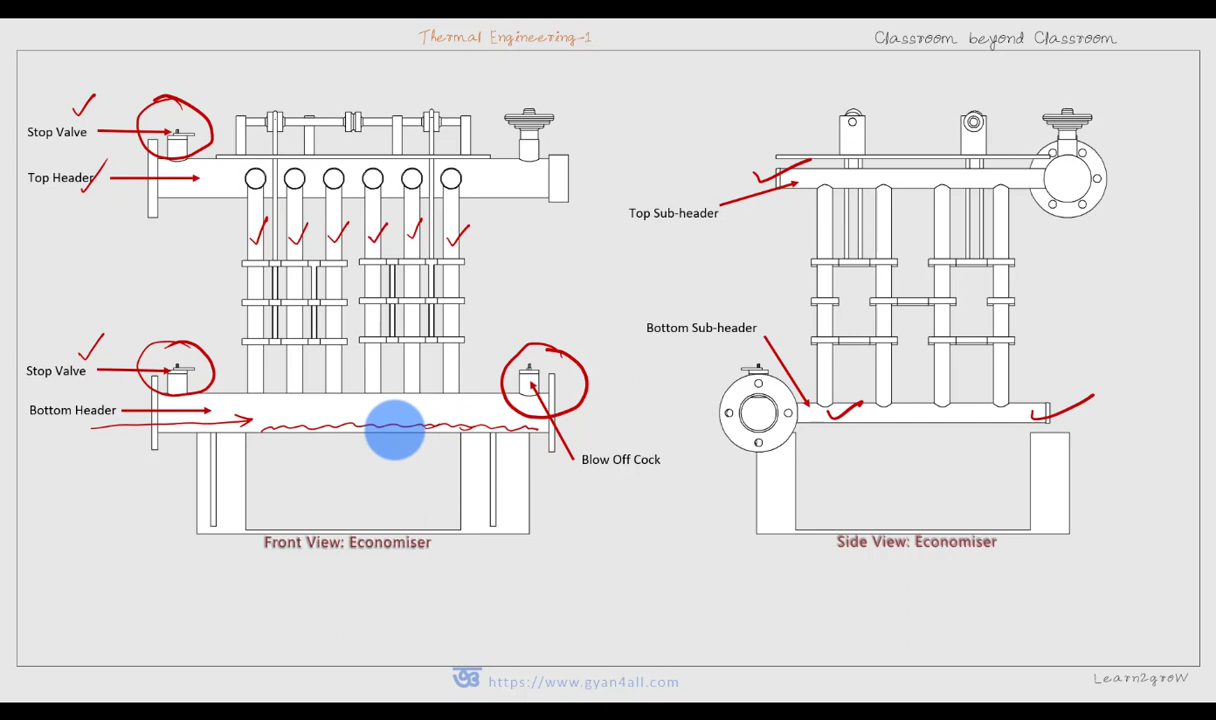 Thermal Engineering-1
Classroom beyond Classroom
Stop Valve
Top Header
Top Sub-header
Bottom Sub-header
Stop Valve
Bottom Header
Blow Off Cock
Front View: Economiser
Side View: Economiser
https://www.gyan4all.com
Learn2groW